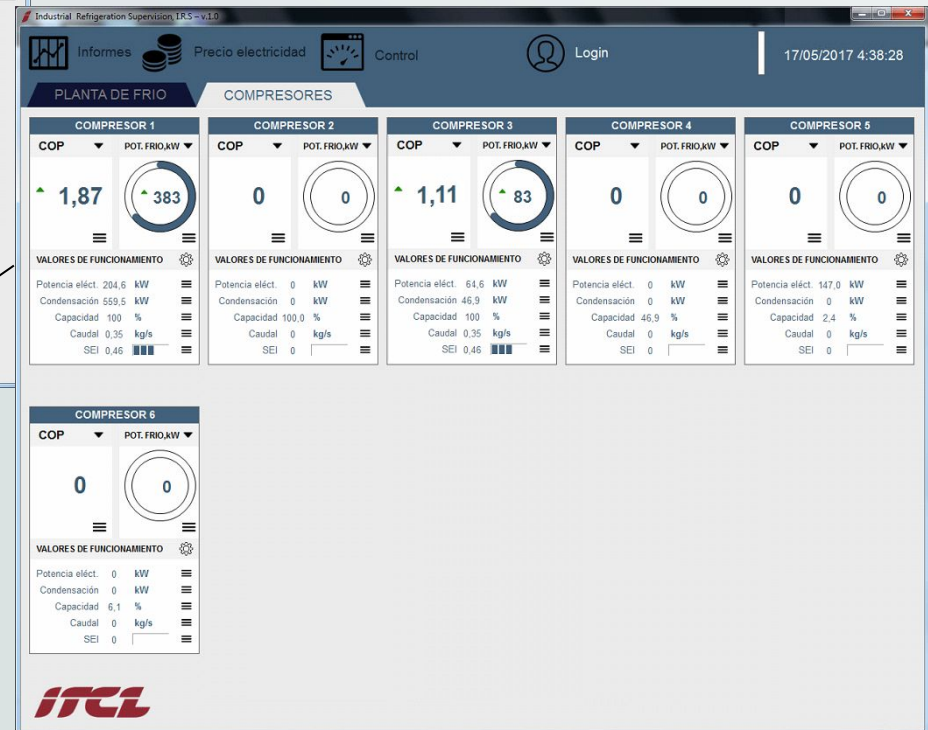 Industrial Refrigeration Supervision, I.R.S – v.1.0
Informes
Precio electricidad
Control
Login
17/05/2017 4:38:28
PLANTA DE FRIO
COMPRESORES
COMPRESOR 1
COP POT. FRIO,kW
1,87 383
VALORES DE FUNCIONAMIENTO
Potencia eléct. 204,6 kW
Condensación 559,5 kW
Capacidad 100 %
Caudal 0,35 kg/s
SEI 0,46
COMPRESOR 2
COP POT. FRIO,kW
0 0
VALORES DE FUNCIONAMIENTO
Potencia eléct. 0 kW
Condensación 0 kW
Capacidad 100,0 %
Caudal 0 kg/s
SEI 0
COMPRESOR 3
COP POT. FRIO,kW
1,11 83
VALORES DE FUNCIONAMIENTO
Potencia eléct. 64,6 kW
Condensación 46,9 kW
Capacidad 100 %
Caudal 0,35 kg/s
SEI 0,46
COMPRESOR 4
COP POT. FRIO,kW
0 0
VALORES DE FUNCIONAMIENTO
Potencia eléct. 0 kW
Condensación 0 kW
Capacidad 46,9 %
Caudal 0 kg/s
SEI 0
COMPRESOR 5
COP POT. FRIO,kW
0 0
VALORES DE FUNCIONAMIENTO
Potencia eléct. 147,0 kW
Condensación 0 kW
Capacidad 2,4 %
Caudal 0 kg/s
SEI 0
COMPRESOR 6
COP POT. FRIO,kW
0 0
VALORES DE FUNCIONAMIENTO
Potencia eléct. 0 kW
Condensación 0 kW
Capacidad 6,1 %
Caudal 0 kg/s
SEI 0
ITCL